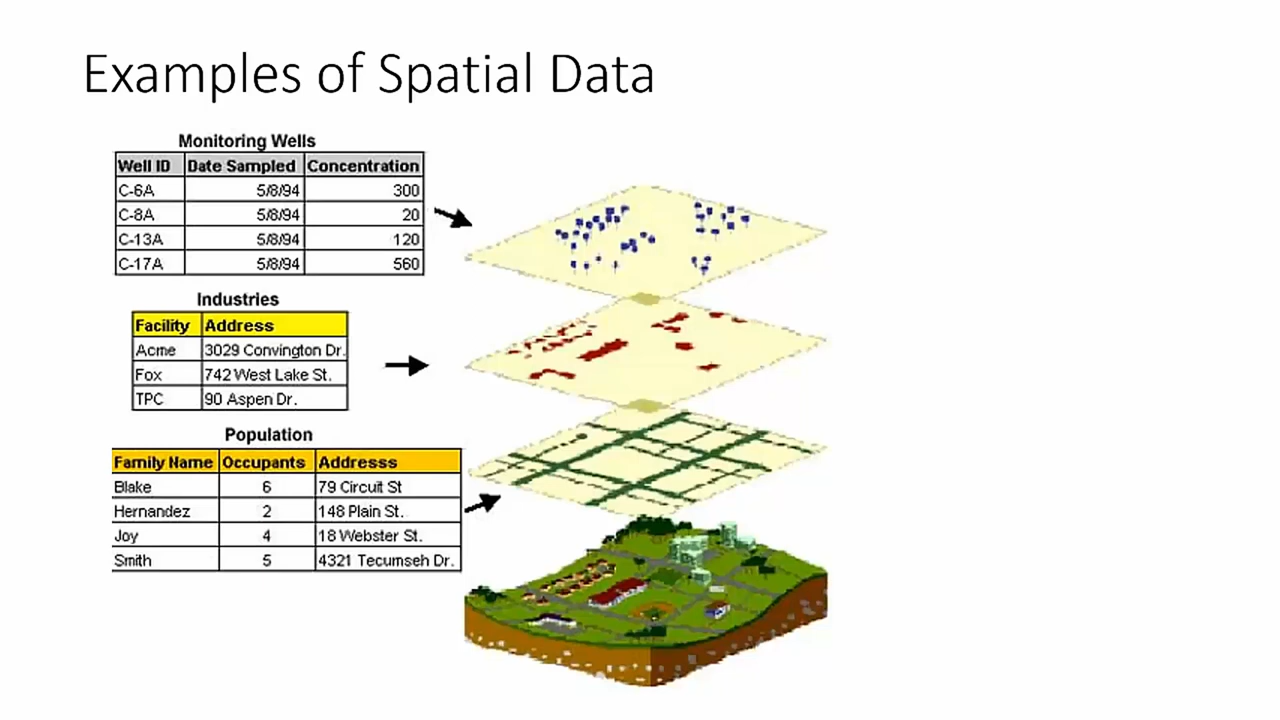 Examples of Spatial Data
Monitoring Wells
Well ID Date Sampled Concentration
C-6A 5/8/94 300
C-8A 5/8/94 20
C-13A 5/8/94 120
C-17A 5/8/94 560
Industries
Facility Address
Acme 3029 Convington Dr.
Fox 742 West Lake St.
TPC 90 Aspen Dr.
Population
Family Name Occupants Addresss
Blake 6 79 Circuit St
Hernandez 2 148 Plain St.
Joy 4 18 Webster St.
Smith 5 4321 Tecumseh Dr.